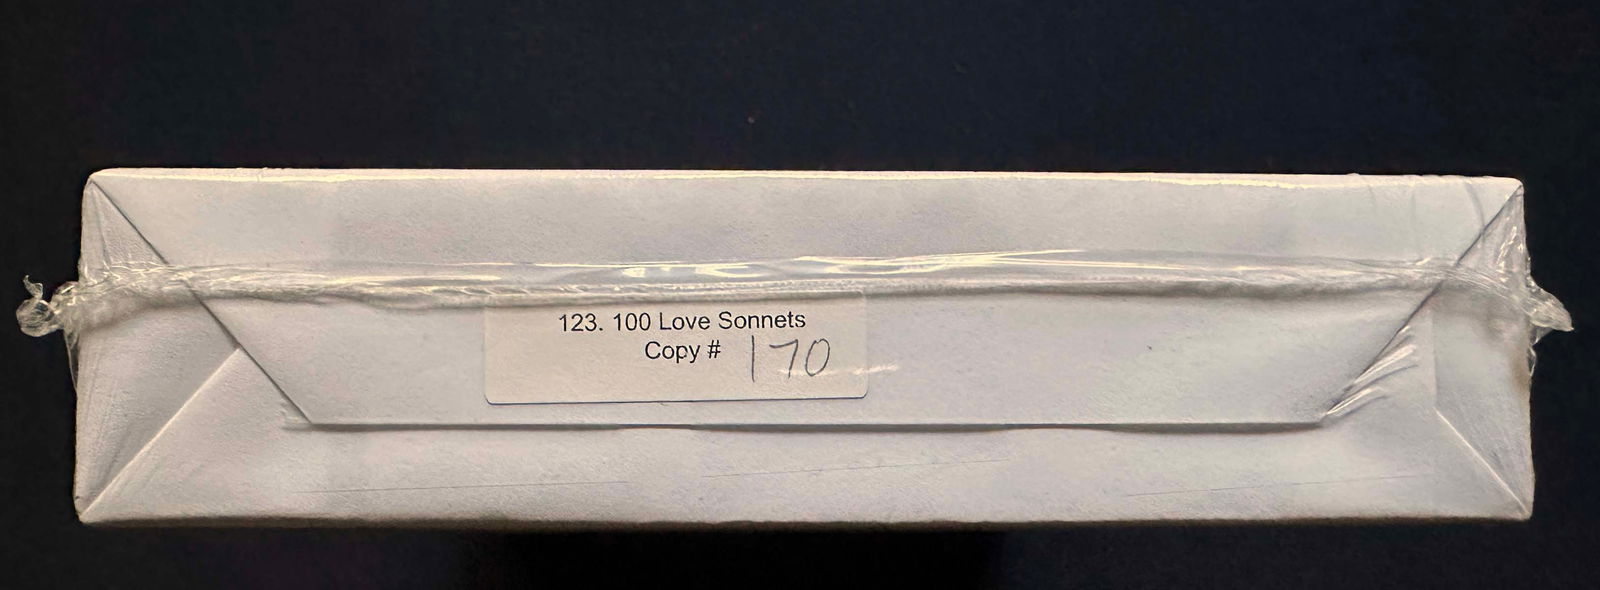 123. 100 Love Sonnets
Copy # 170